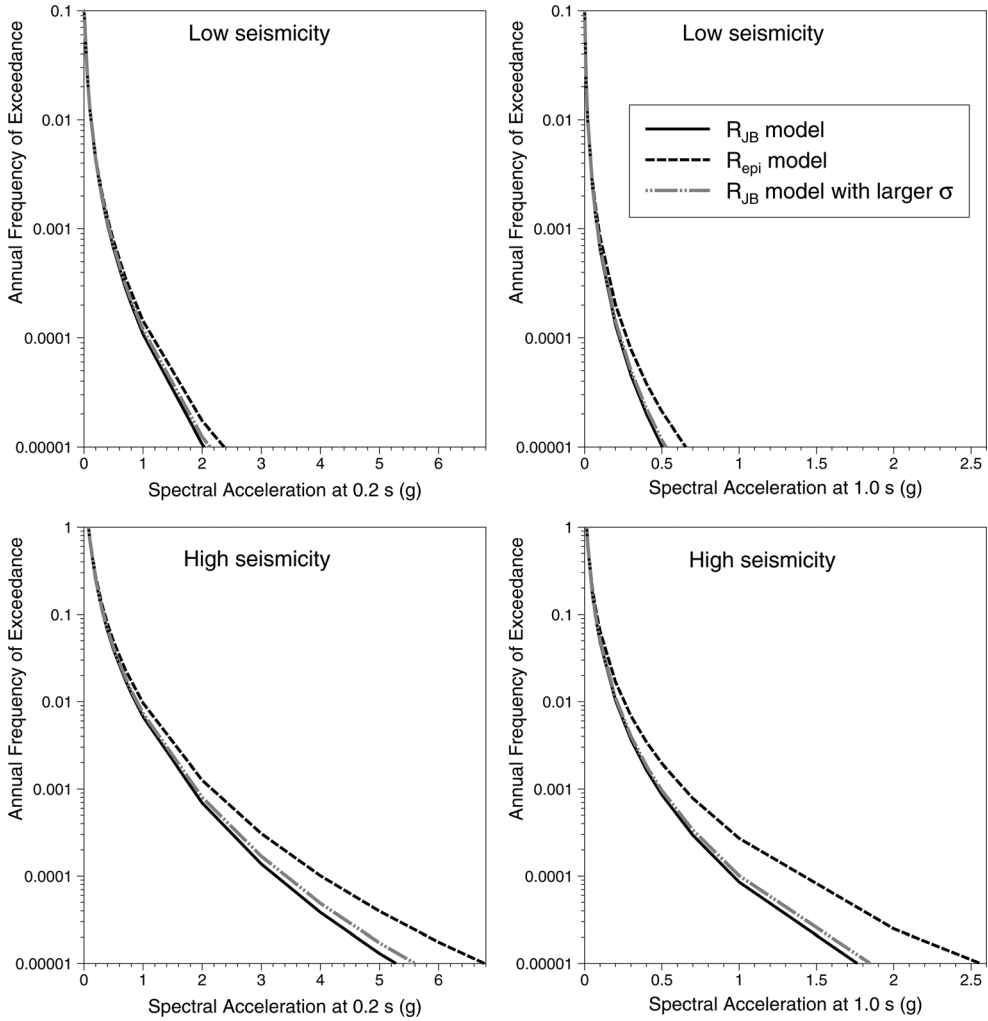 Low seismicity
Annual Frequency of Exceedance
0.1
0.01
0.001
0.0001
0.00001
0 1 2 3 4 5 6
Spectral Acceleration at 0.2 s (g)
Low seismicity
Annual Frequency of Exceedance
0.1
0.01
0.001
0.0001
0.00001
R_JB model
R_epi model
R_JB model with larger σ
0 0.5 1 1.5 2 2.5
Spectral Acceleration at 1.0 s (g)
High seismicity
Annual Frequency of Exceedance
1
0.1
0.01
0.001
0.0001
0.00001
0 1 2 3 4 5 6
Spectral Acceleration at 0.2 s (g)
High seismicity
Annual Frequency of Exceedance
1
0.1
0.01
0.001
0.0001
0.00001
0 0.5 1 1.5 2 2.5
Spectral Acceleration at 1.0 s (g)